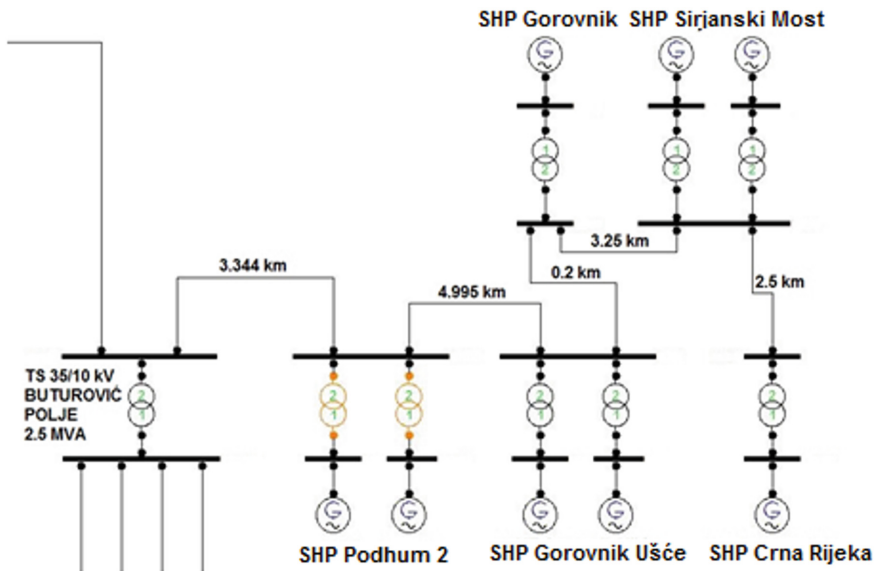 SHP Gorovnik SHP Sirjanski Most
G G G
1 1 1
2 2 2
3.25 km
3.344 km
0.2 km
4.995 km
2.5 km
TS 35/10 kV
BUTUROVIĆ
POLJE
2.5 MVA
2 2 2 2 2 2
1 1 1 1 1 1
G G G G G
SHP Podhum 2 SHP Gorovnik Ušće SHP Crna Rijeka